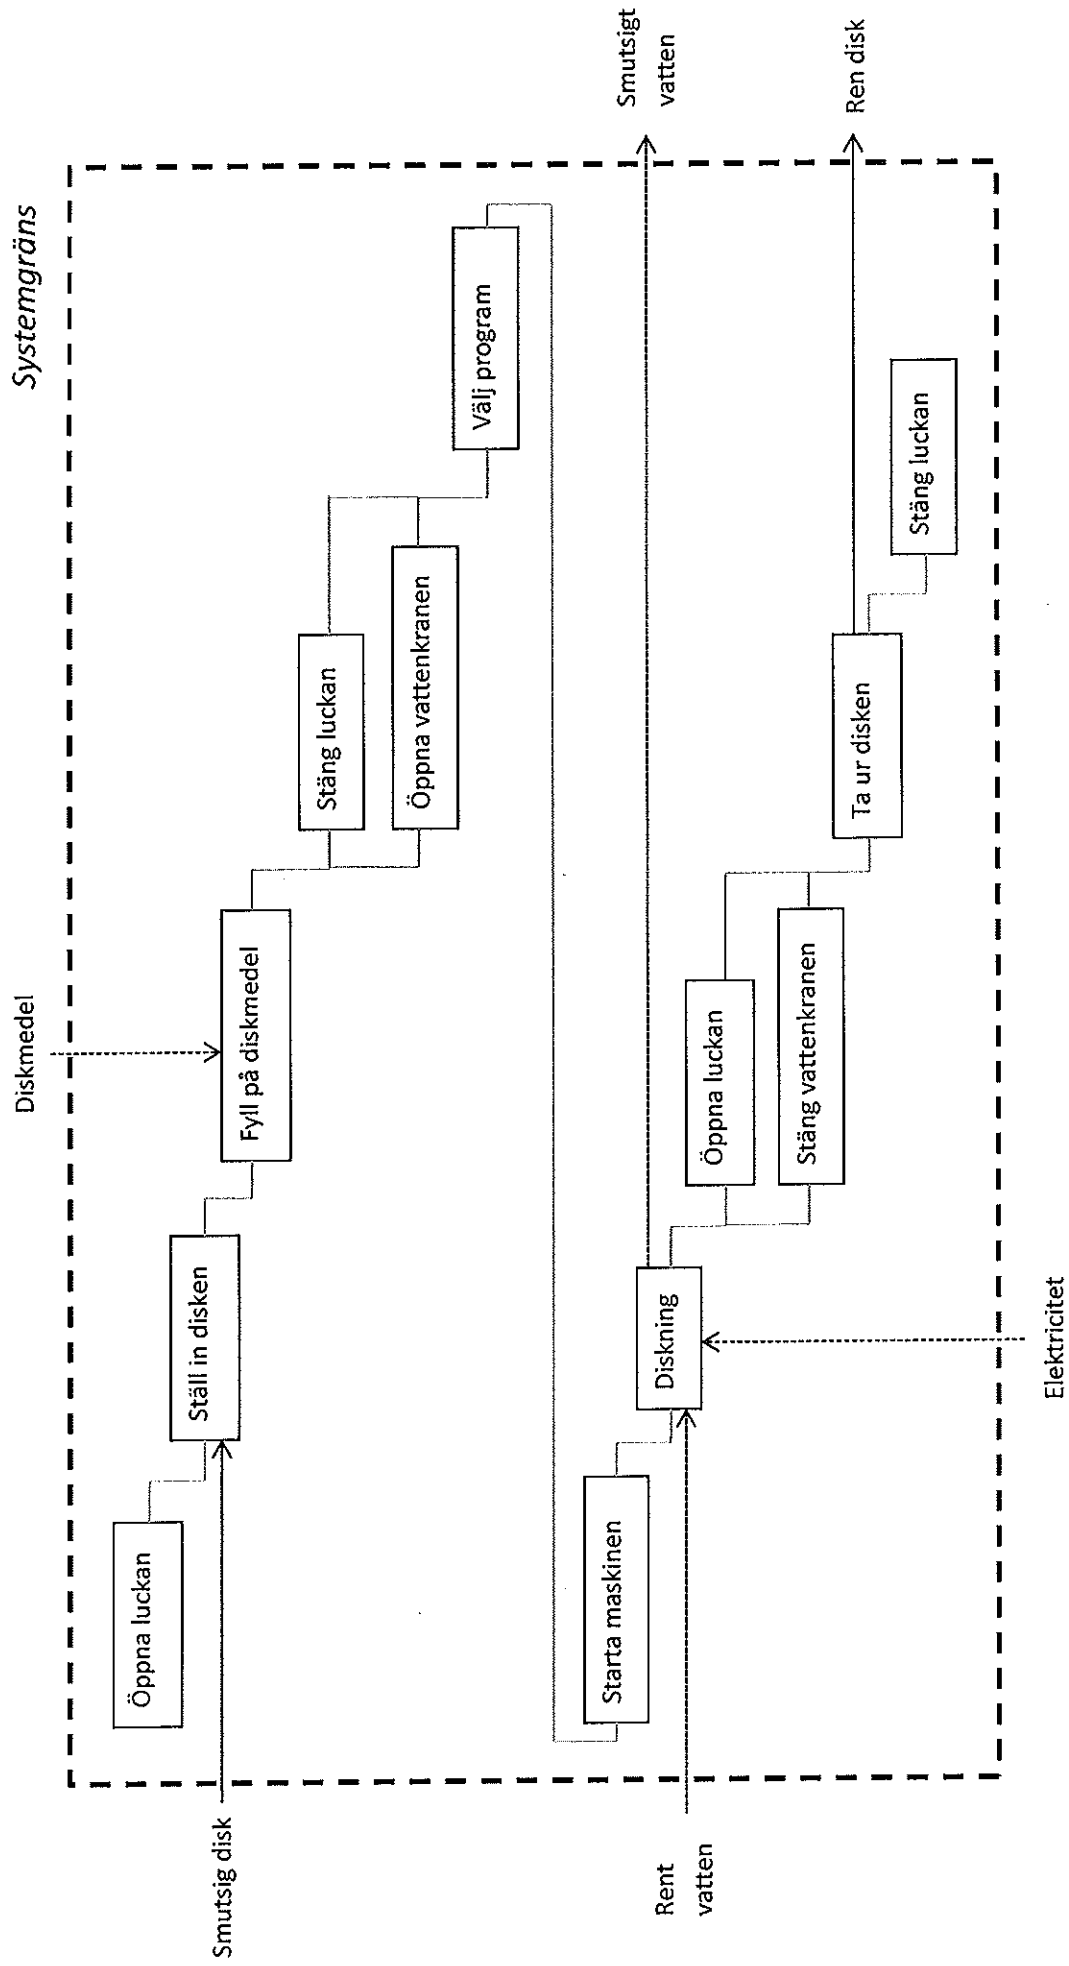 Systemgräns
Diskmedel
Öppna luckan
Smutsig disk
Ställ in disken
Fyll på diskmedel
Stäng luckan
Öppna vattenkranen
Välj program
Starta maskinen
Rent
vatten
Diskning
Smutsigt
vatten
Öppna luckan
Stäng vattenkranen
Ta ur disken
Ren disk
Stäng luckan
Elektricitet